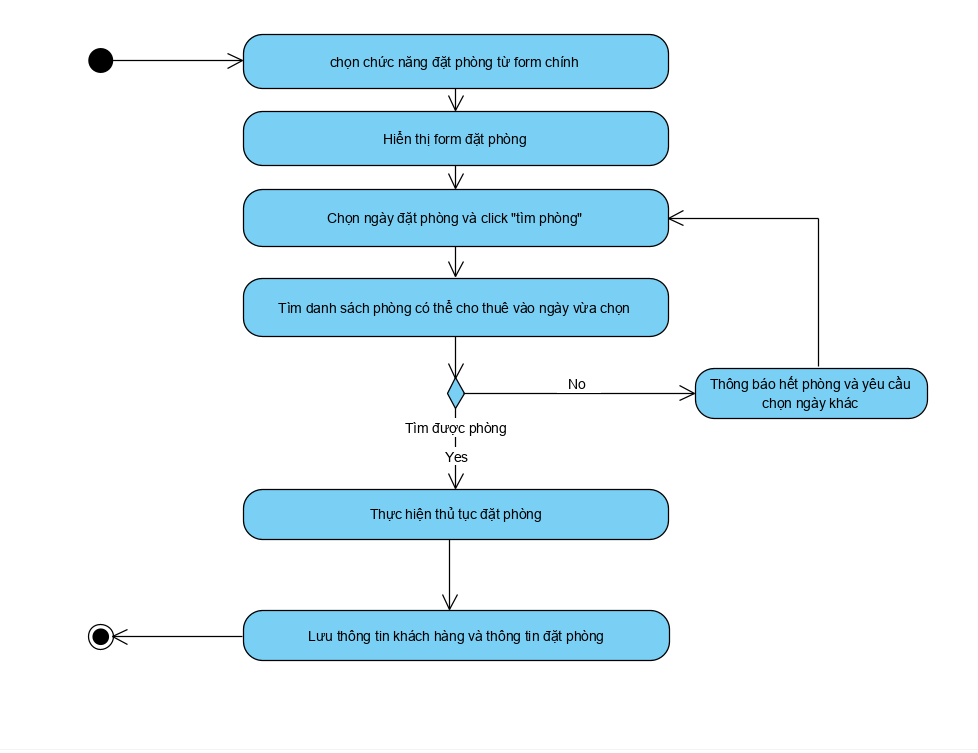 chọn chức năng đặt phòng từ form chính
Hiển thị form đặt phòng
Chọn ngày đặt phòng và click "tìm phòng"
Tìm danh sách phòng có thể cho thuê vào ngày vừa chọn
No
Thông báo hết phòng và yêu cầu
chọn ngày khác
Tìm được phòng
Yes
Thực hiện thủ tục đặt phòng
Lưu thông tin khách hàng và thông tin đặt phòng